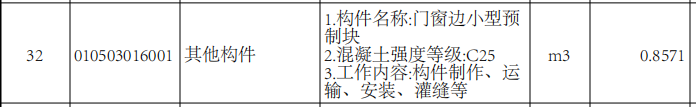 32 010503016001 其他构件 1.构件名称:门窗边小型预
制块
2.混凝土强度等级:C25
3.工作内容:构件制作、运
输、安装、灌缝等 m3 0.8571